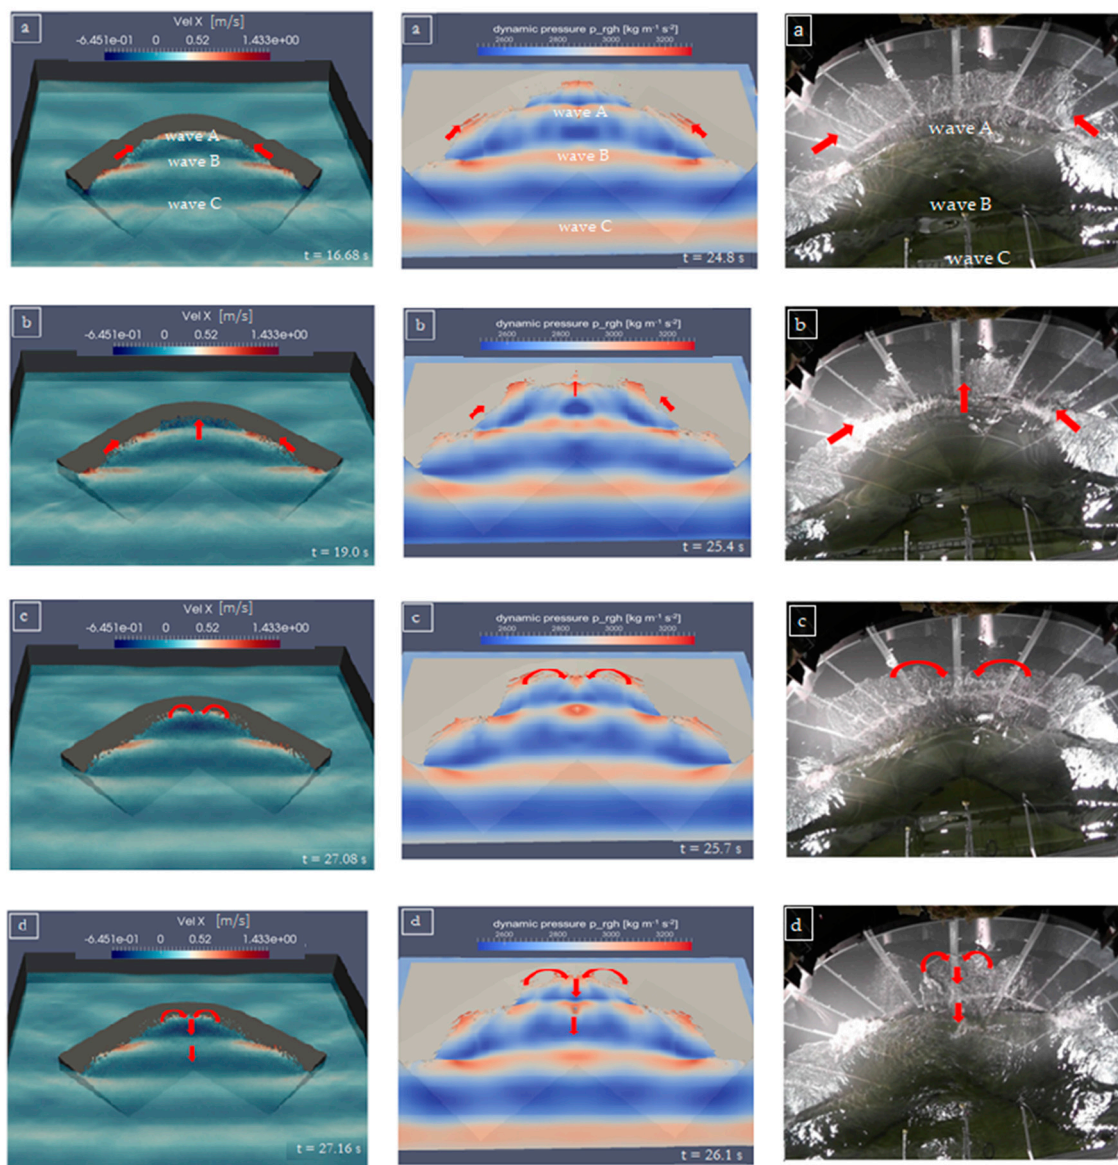 a
Vel X [m/s]
-6.451e-01 0 0.52 1.433e+00
wave A
wave B
wave C
t = 16.68 s
a
dynamic pressure p_rgh [kg m⁻¹ s⁻²]
2600 2800 3000 3200
wave A
wave B
wave C
t = 24.8 s
a
wave A
wave B
wave C
b
Vel X [m/s]
-6.451e-01 0 0.52 1.433e+00
t = 19.0 s
b
dynamic pressure p_rgh [kg m⁻¹ s⁻²]
2600 2800 3000 3200
t = 25.4 s
b
c
Vel X [m/s]
-6.451e-01 0 0.52 1.433e+00
t = 27.08 s
c
dynamic pressure p_rgh [kg m⁻¹ s⁻²]
2600 2800 3000 3200
t = 25.7 s
c
d
Vel X [m/s]
-6.451e-01 0 0.52 1.433e+00
t = 27.16 s
d
dynamic pressure p_rgh [kg m⁻¹ s⁻²]
2600 2800 3000 3200
t = 26.1 s
d